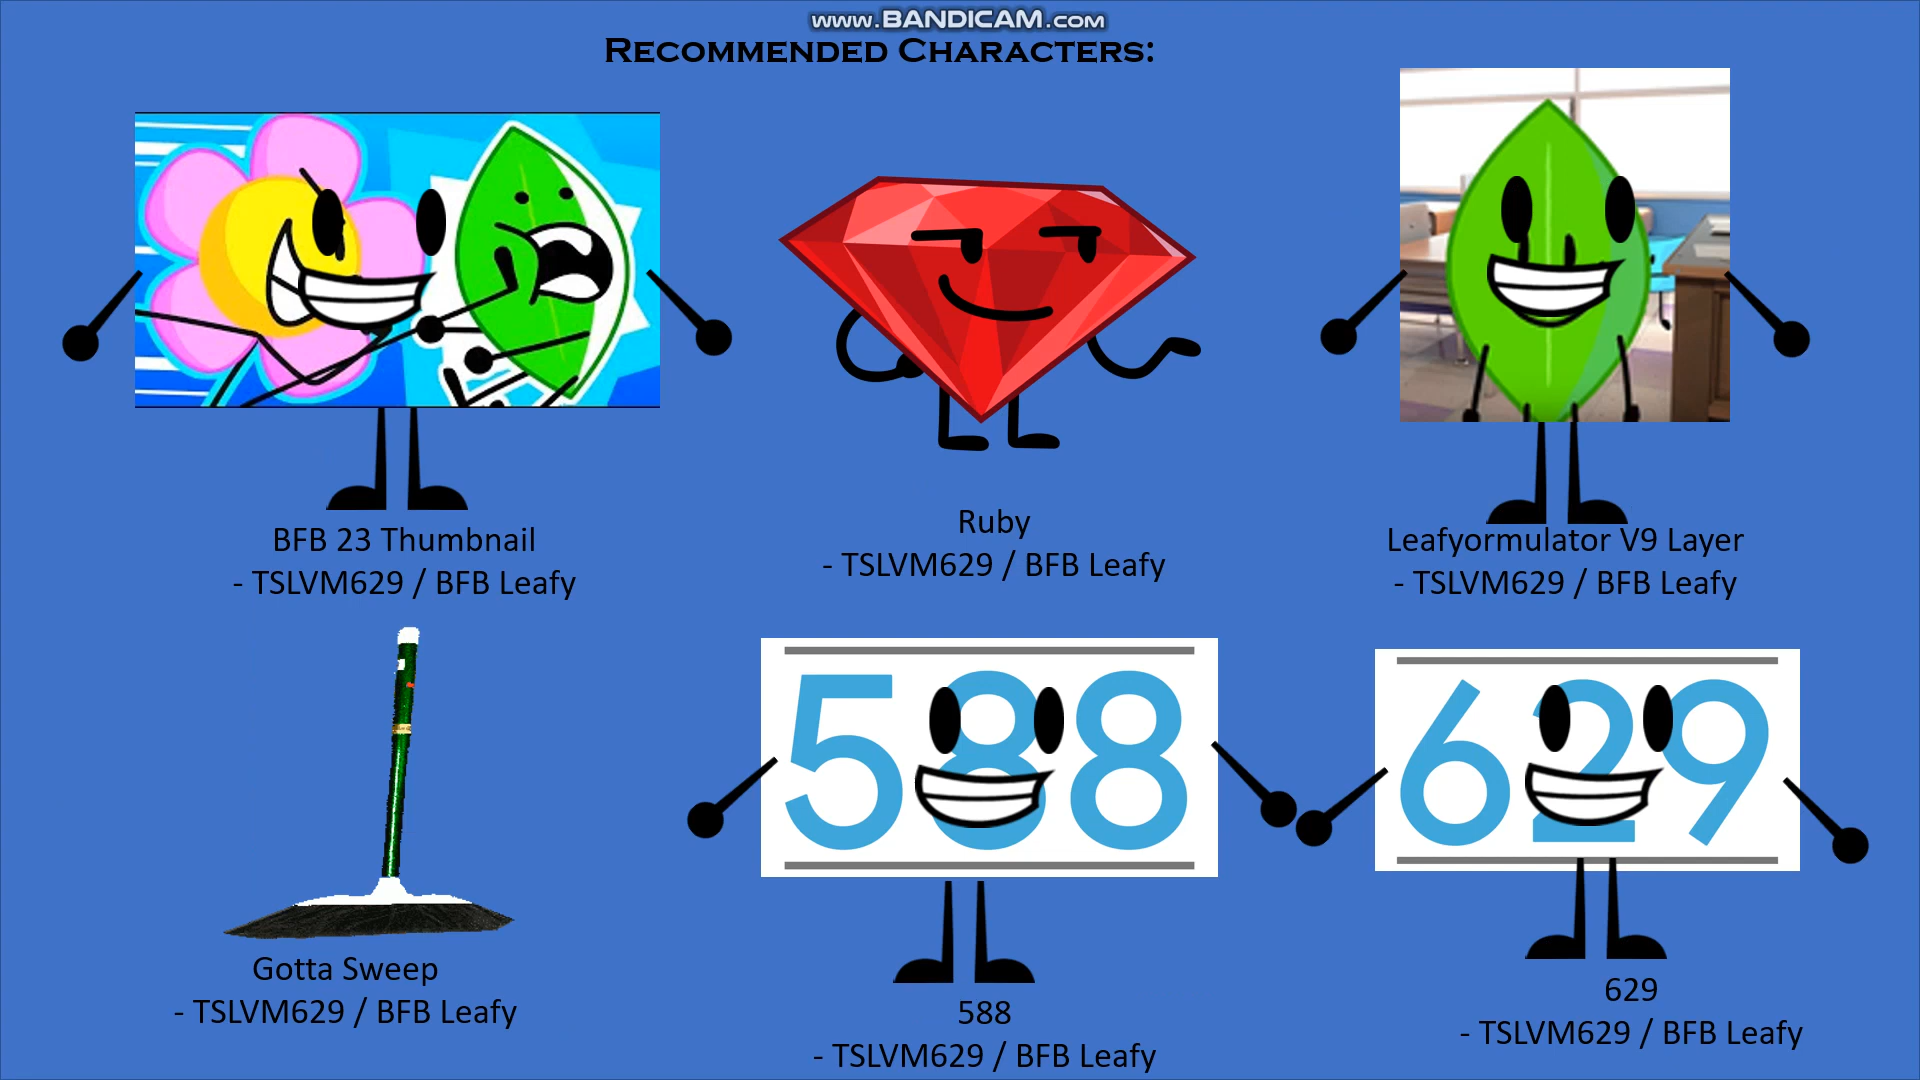 www.BANDICAM.com
RECOMMENDED CHARACTERS:
BFB 23 Thumbnail
- TSLVM629 / BFB Leafy
Ruby
- TSLVM629 / BFB Leafy
Leafyormulator V9 Layer
- TSLVM629 / BFB Leafy
588
629
Gotta Sweep
- TSLVM629 / BFB Leafy
588
- TSLVM629 / BFB Leafy
629
- TSLVM629 / BFB Leafy